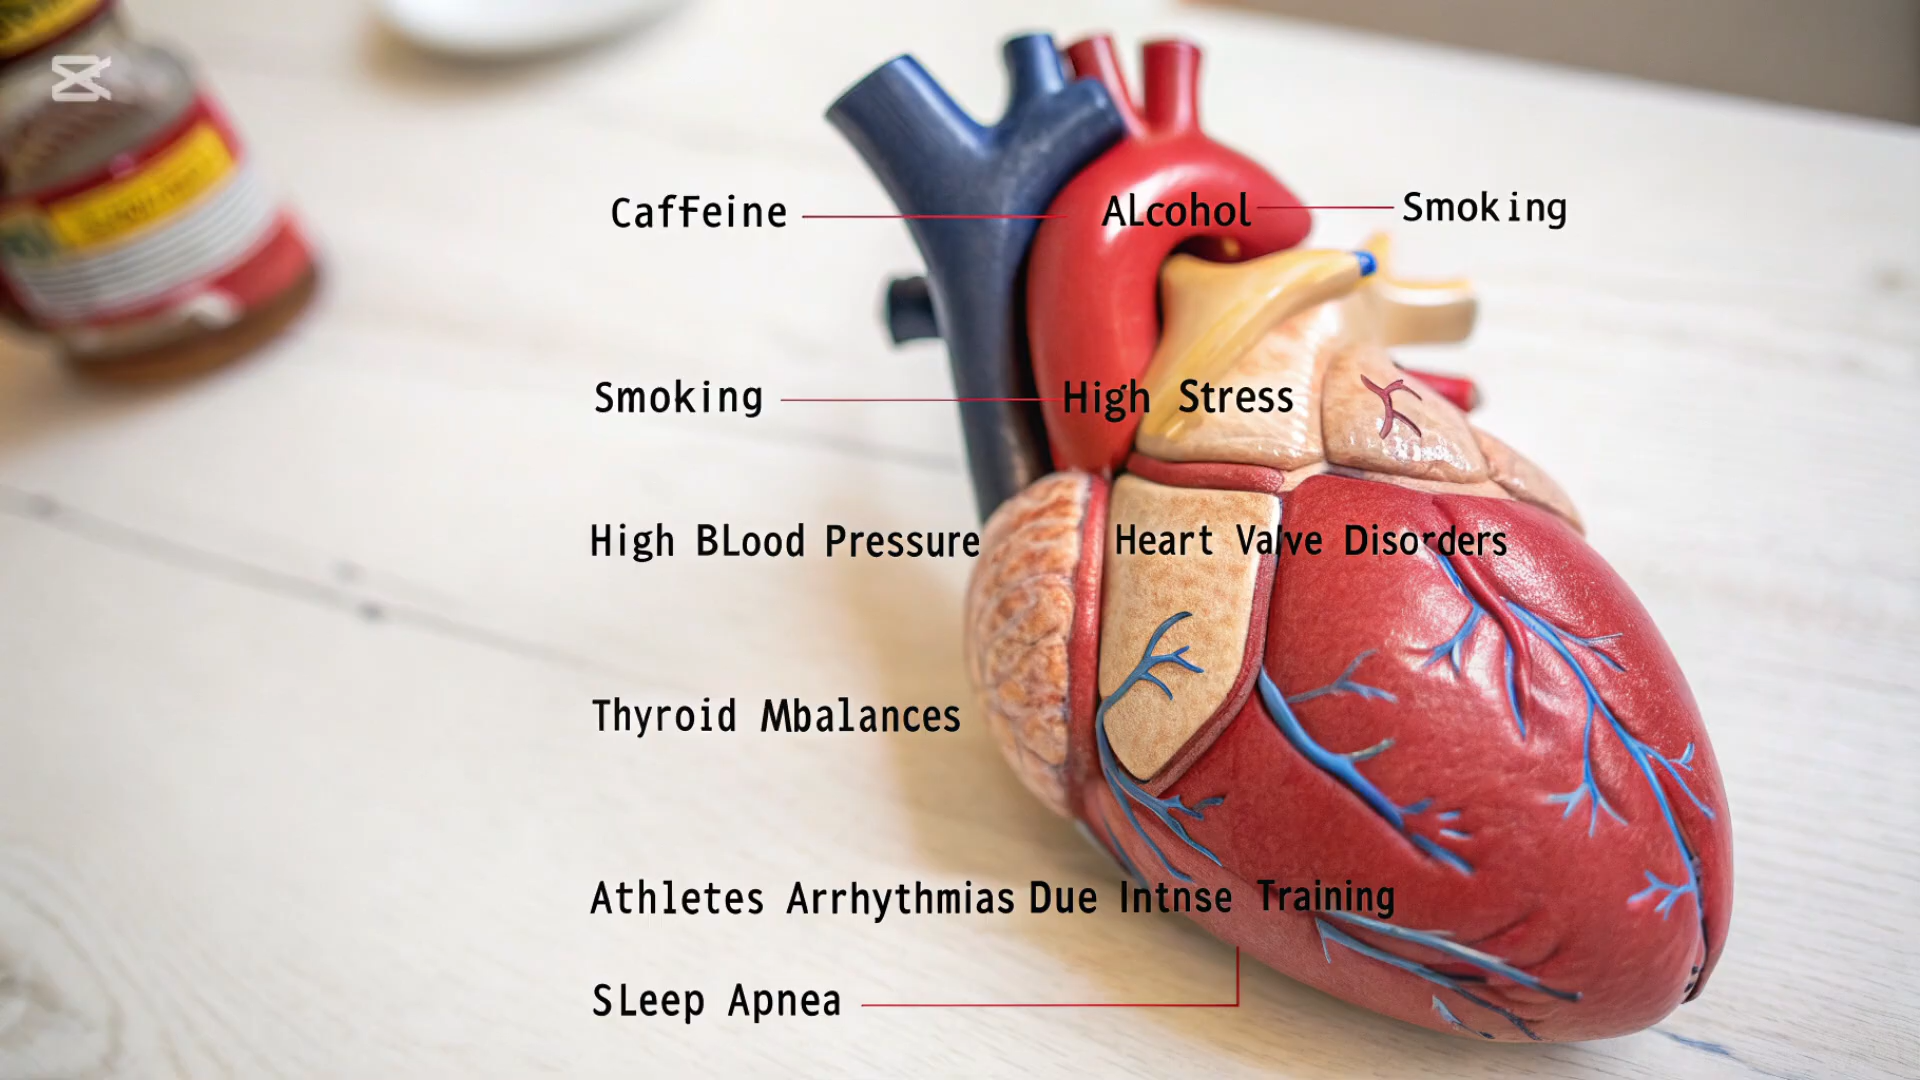 CafFeine ALcohol Smoking
Smoking High Stress
High BLood Pressure Heart Valve Disorders
Thyroid Mbalances
Athletes Arrhythmias Due Intnse Training
SLeep Apnea